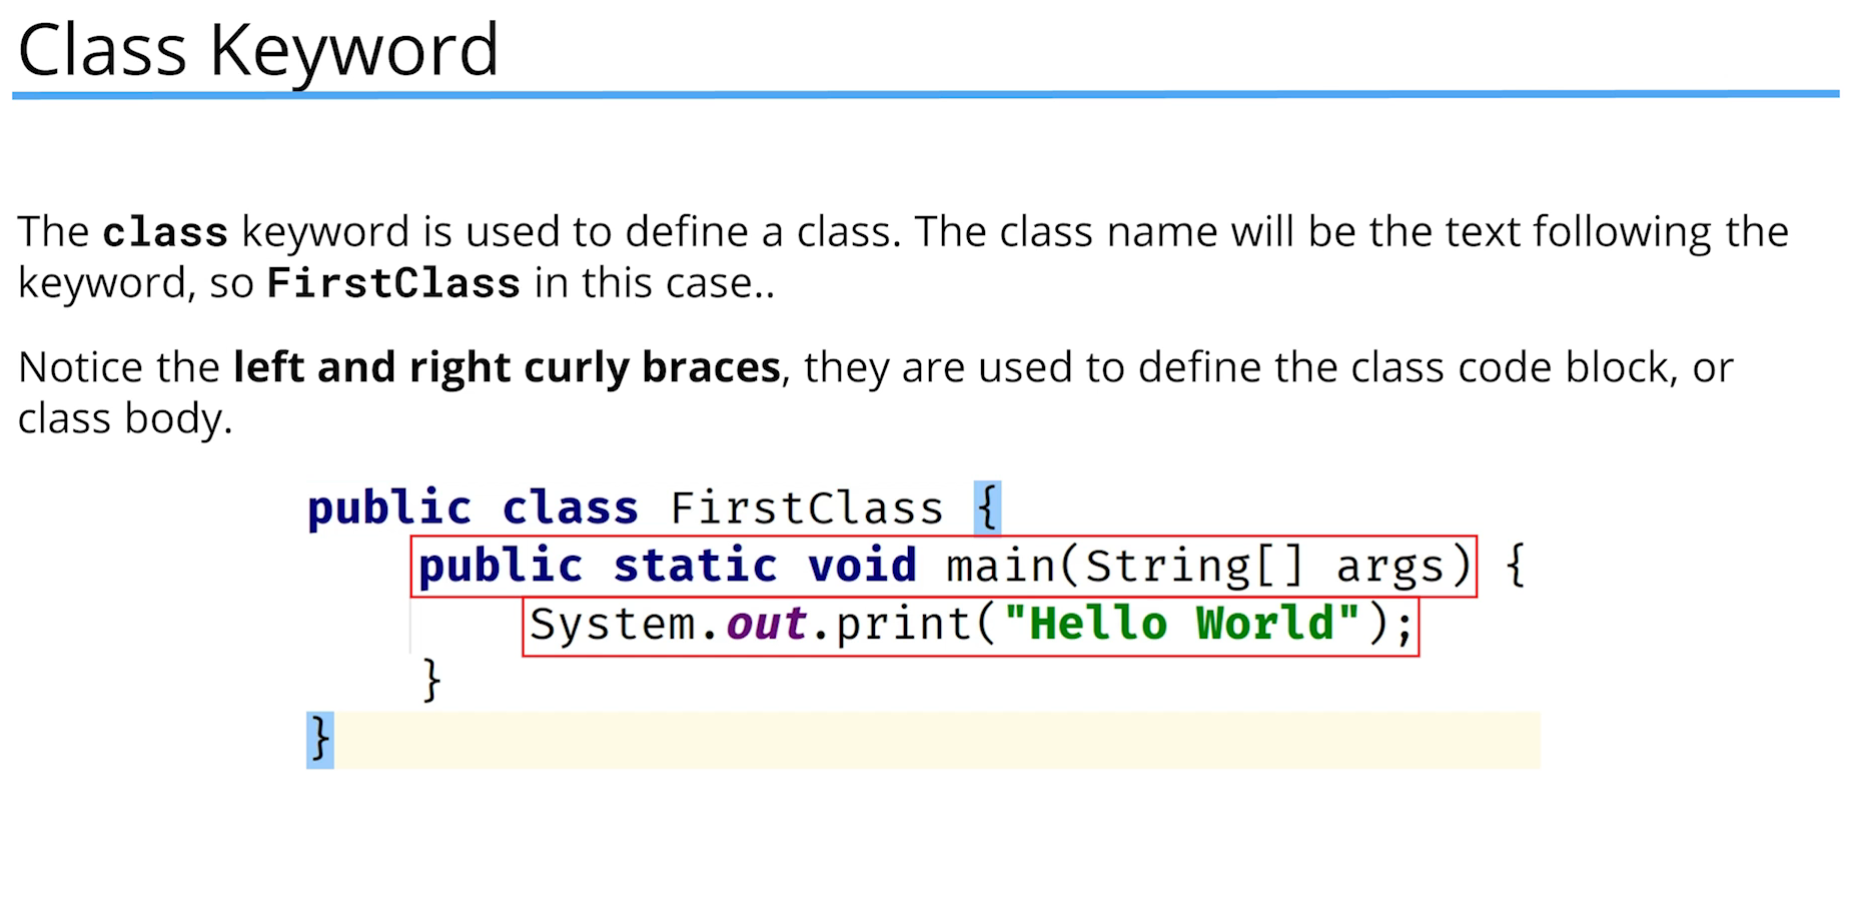 Class Keyword
The class keyword is used to define a class. The class name will be the text following the
keyword, so FirstClass in this case..
Notice the left and right curly braces, they are used to define the class code block, or
class body.
public class FirstClass {
public static void main(String[] args) {
System.out.print("Hello World");
}
}